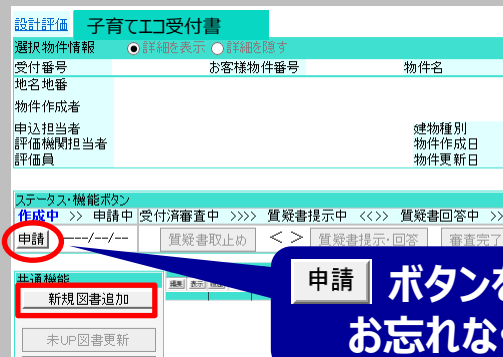 設計評価 子育てエコ受付書
選択物件情報 詳細を表示 詳細を隠す
受付番号 お客様物件番号 物件名
地名地番
物件作成者
申込担当者 建物種別
評価機関担当者 物件作成日
評価員 物件更新日
ステータス・機能ボタン
作成中 >> 申請中 受付済審査中 >>>> 質疑書提示中 <<>> 質疑書回答中 >>
申請 --/-- 質疑書取止め < > 質疑書提示・回答 審査完了
共通機能
新規図書追加 編集 表示
未UP図書更新
申請 ボタンを
お忘れな